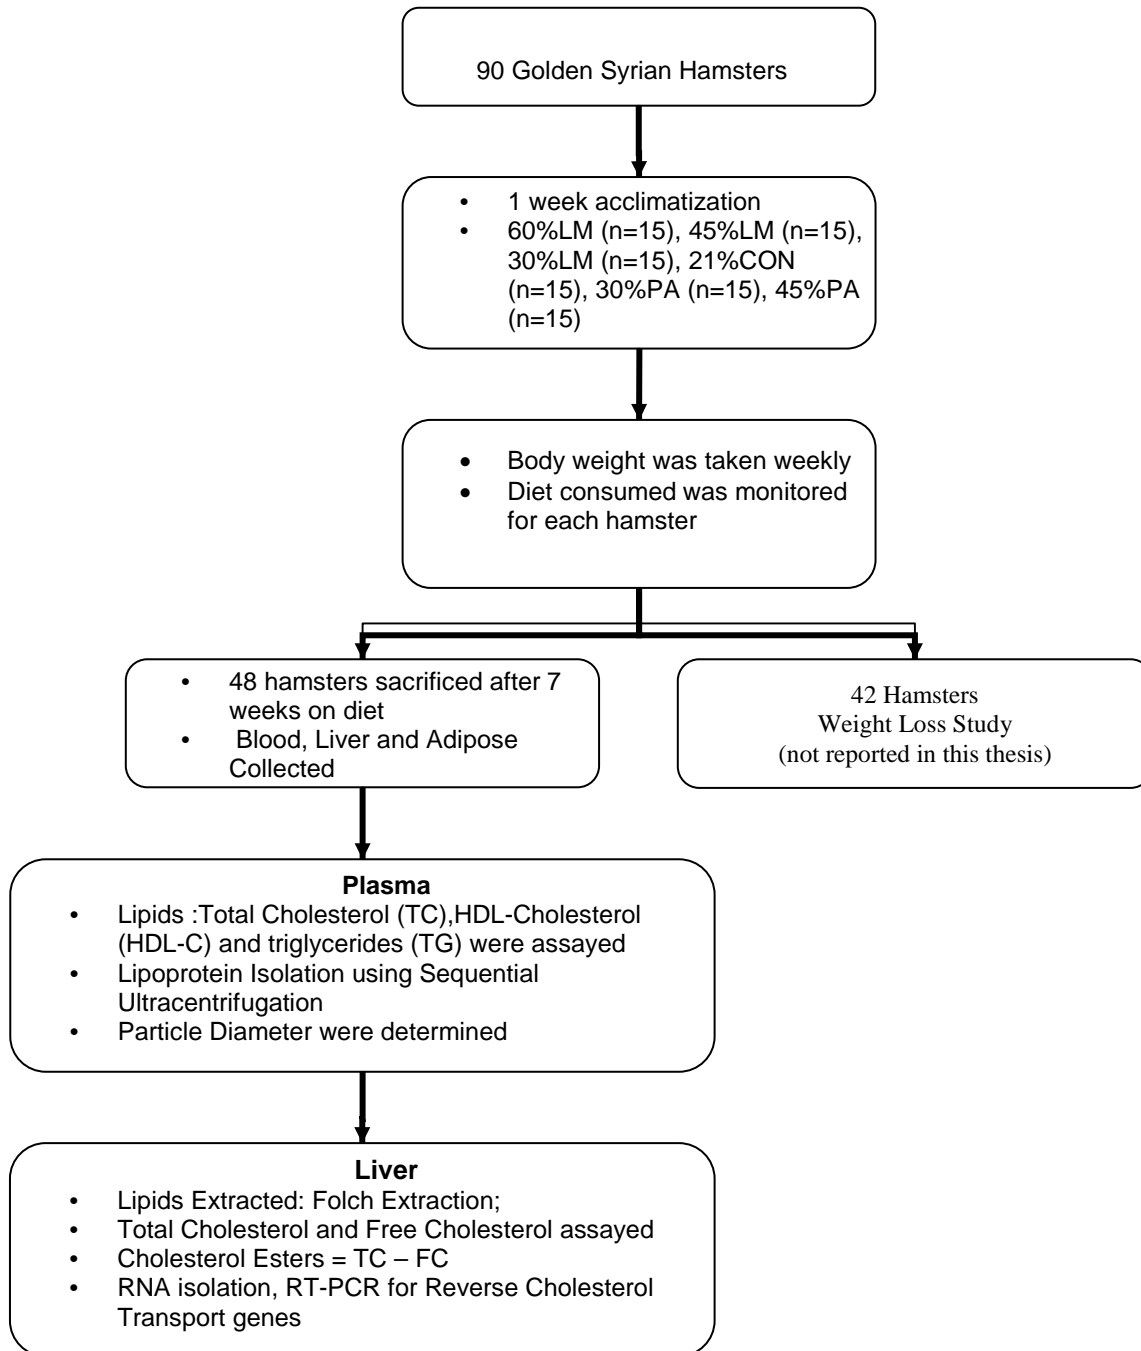 90 Golden Syrian Hamsters
• 1 week acclimatization
• 60%LM (n=15), 45%LM (n=15),
30%LM (n=15), 21%CON
(n=15), 30%PA (n=15), 45%PA
(n=15)
• Body weight was taken weekly
• Diet consumed was monitored
for each hamster
• 48 hamsters sacrificed after 7
weeks on diet
• Blood, Liver and Adipose
Collected
42 Hamsters
Weight Loss Study
(not reported in this thesis)
Plasma
• Lipids :Total Cholesterol (TC),HDL-Cholesterol
(HDL-C) and triglycerides (TG) were assayed
• Lipoprotein Isolation using Sequential
Ultracentrifugation
• Particle Diameter were determined
Liver
• Lipids Extracted: Folch Extraction;
• Total Cholesterol and Free Cholesterol assayed
• Cholesterol Esters = TC – FC
• RNA isolation, RT-PCR for Reverse Cholesterol
Transport genes